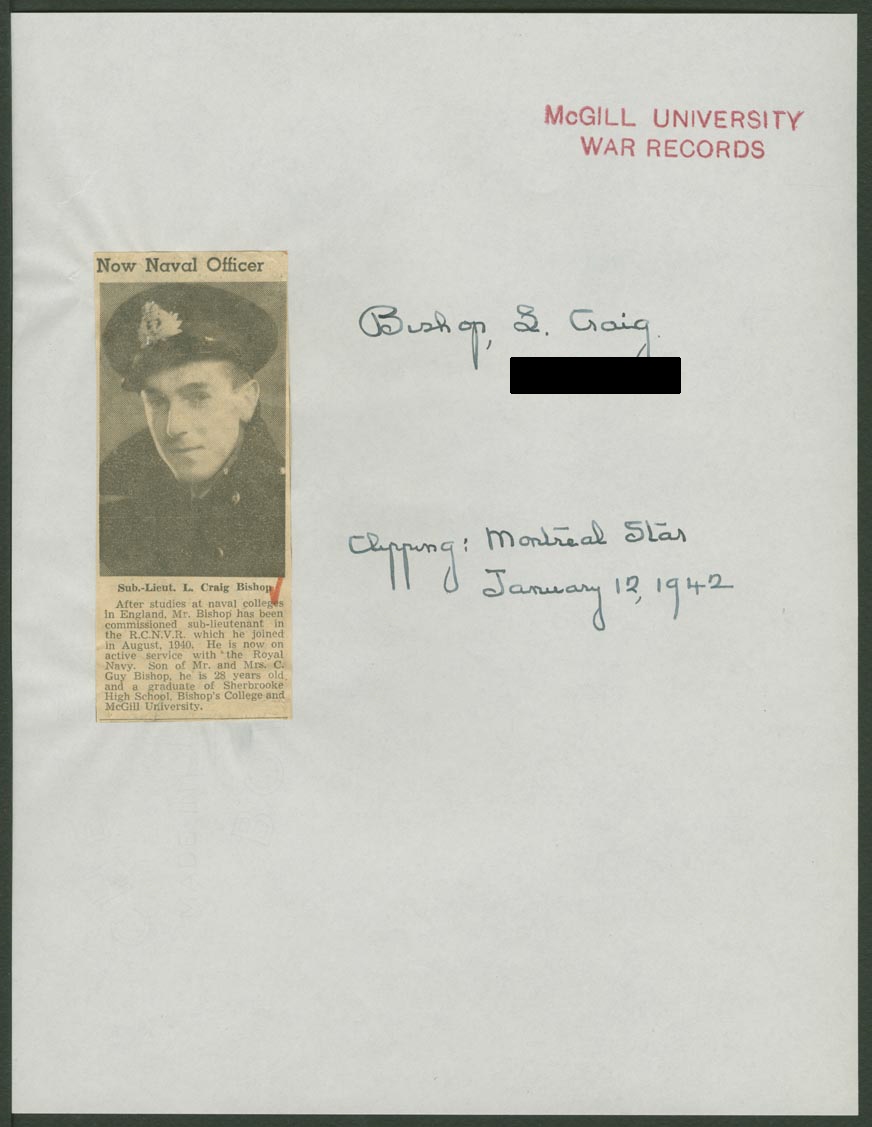 McGILL UNIVERSITY
WAR RECORDS
Now Naval Officer
Bishop, L. Craig.
Clipping: Montreal Star
January 12, 1942
Sub.-Lieut. L. Craig Bishop
After studies at naval colleges
in England, Mr. Bishop has been
commissioned sub-lieutenant in
the R.C.N.V.R. which he joined
in August, 1940. He is now on
active service with the Royal
Navy. Son of Mr. and Mrs. C.
Guy Bishop, he is 28 years old
and a graduate of Sherbrooke
High School, Bishop's College and
McGill University.